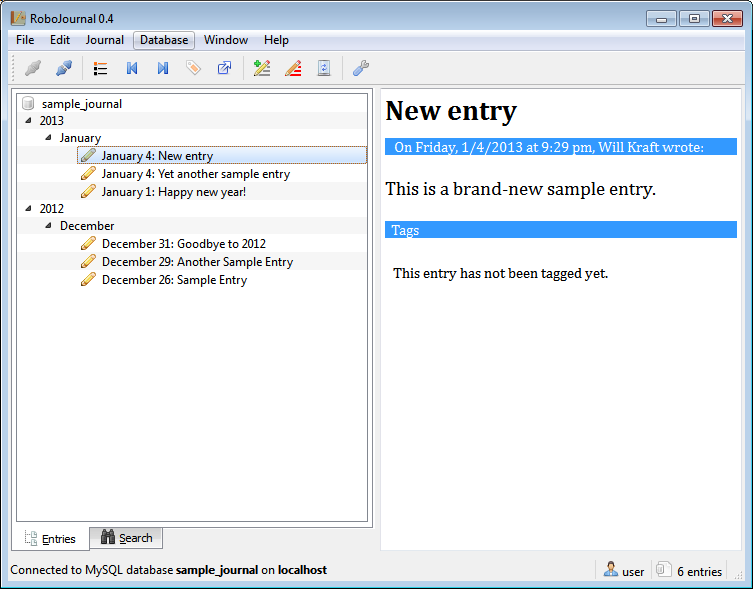 RoboJournal 0.4
File Edit Journal Database Window Help
sample_journal
2013
January
January 4: New entry
January 4: Yet another sample entry
January 1: Happy new year!
2012
December
December 31: Goodbye to 2012
December 29: Another Sample Entry
December 26: Sample Entry
Entries Search
New entry
On Friday, 1/4/2013 at 9:29 pm, Will Kraft wrote:
This is a brand-new sample entry.
Tags
This entry has not been tagged yet.
Connected to MySQL database sample_journal on localhost
user 6 entries